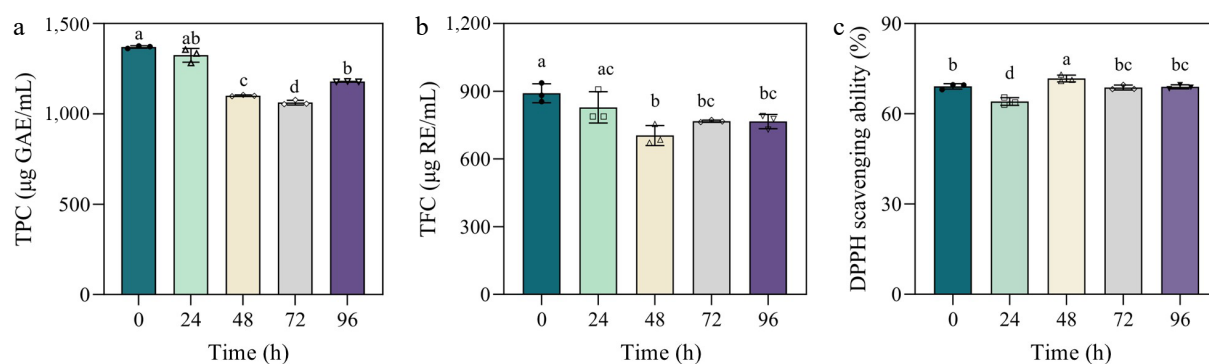 a
TPC (μg GAE/mL)
1,500
1,000
500
0
a
ab
c
d
b
0 24 48 72 96
Time (h)
b
TFC (μg RE/mL)
1,200
900
600
300
0
a
ac
b
bc
bc
0 24 48 72 96
Time (h)
c
DPPH scavenging ability (%)
90
60
30
0
b
d
a
bc
bc
0 24 48 72 96
Time (h)